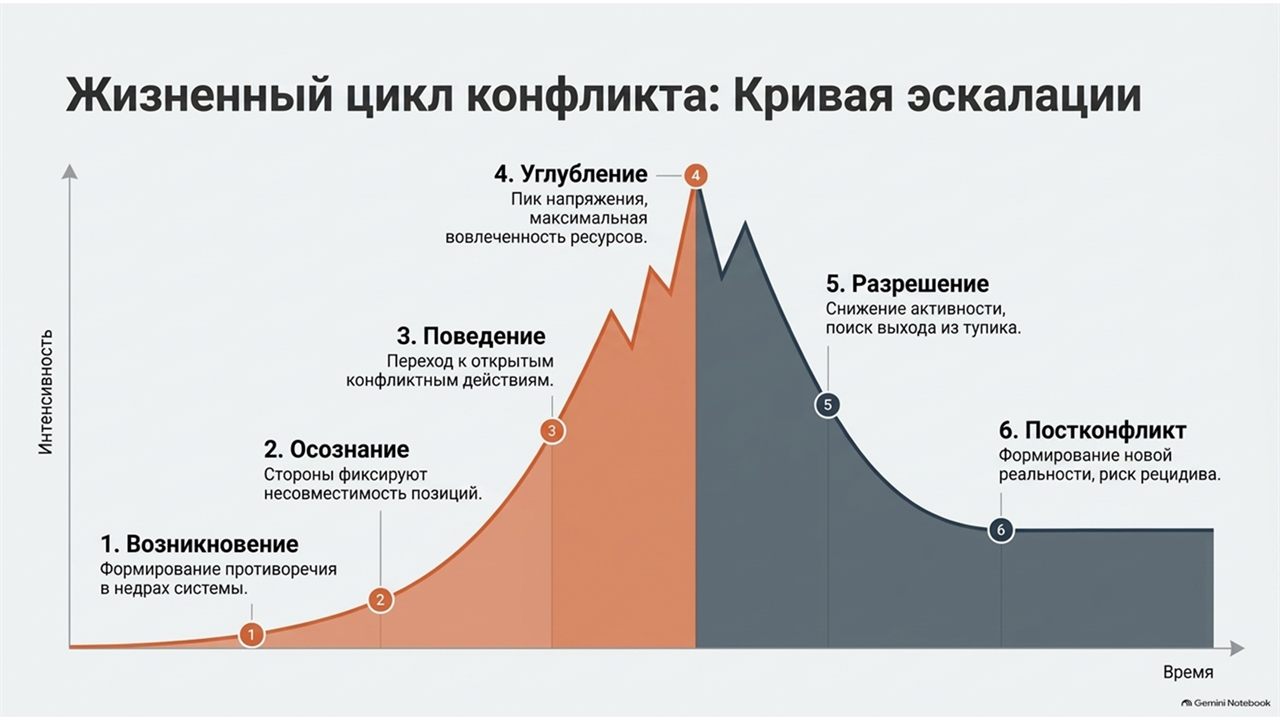 Жизненный цикл конфликта: Кривая эскалации
4. Углубление
Пик напряжения,
максимальная
вовлеченность ресурсов.
4
5. Разрешение
Снижение активности,
поиск выхода из тупика.
3. Поведение
Переход к открытым
конфликтным действиям.
Интенсивность
5
3
6. Постконфликт
Формирование новой
реальности, риск рецидива.
2. Осознание
Стороны фиксируют
несовместимость позиций.
6
1. Возникновение
Формирование противоречия
в недрах системы.
2
1
Время
Gemini Notebook